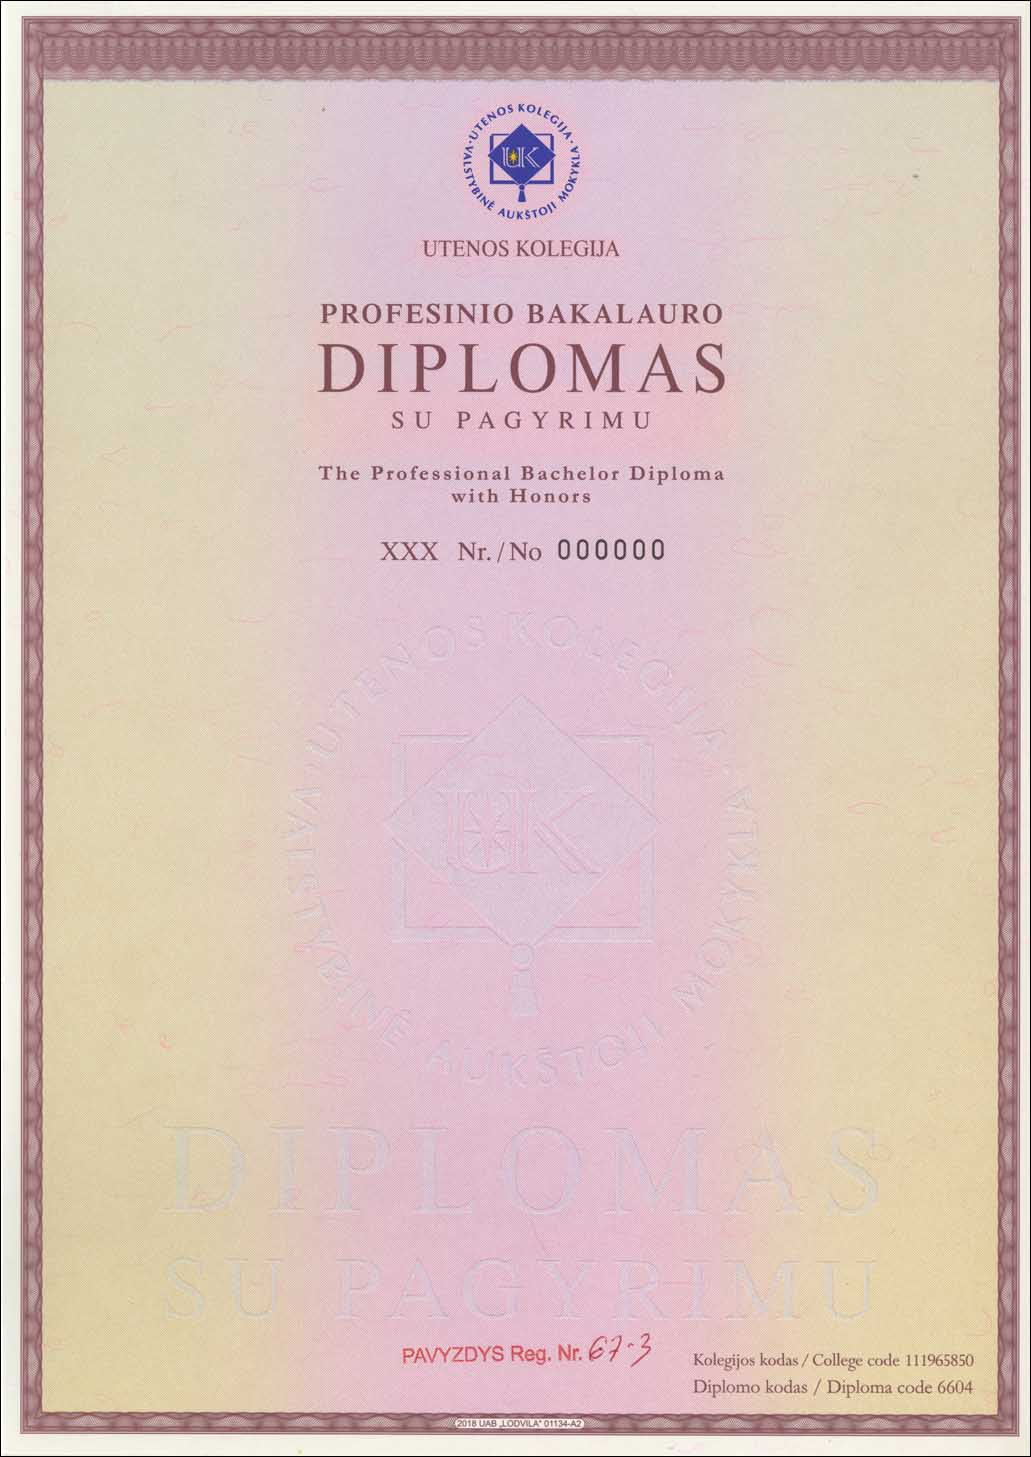 · UTENOS KOLEGIJA · VALSTYBINĖ AUKŠTOJI MOKYKLA
UK
UTENOS KOLEGIJA
PROFESINIO BAKALAURO
DIPLOMAS
SU PAGYRIMU
The Professional Bachelor Diploma
with Honors
XXX Nr. / No 000000
· UTENOS KOLEGIJA · VALSTYBINĖ AUKŠTOJI MOKYKLA
UK
DIPLOMAS
SU PAGYRIMU
PAVYZDYS Reg. Nr. 67-3
Kolegijos kodas / College code 111965850
Diplomo kodas / Diploma code 6604
2018 UAB „LODVILA" 01134-A2